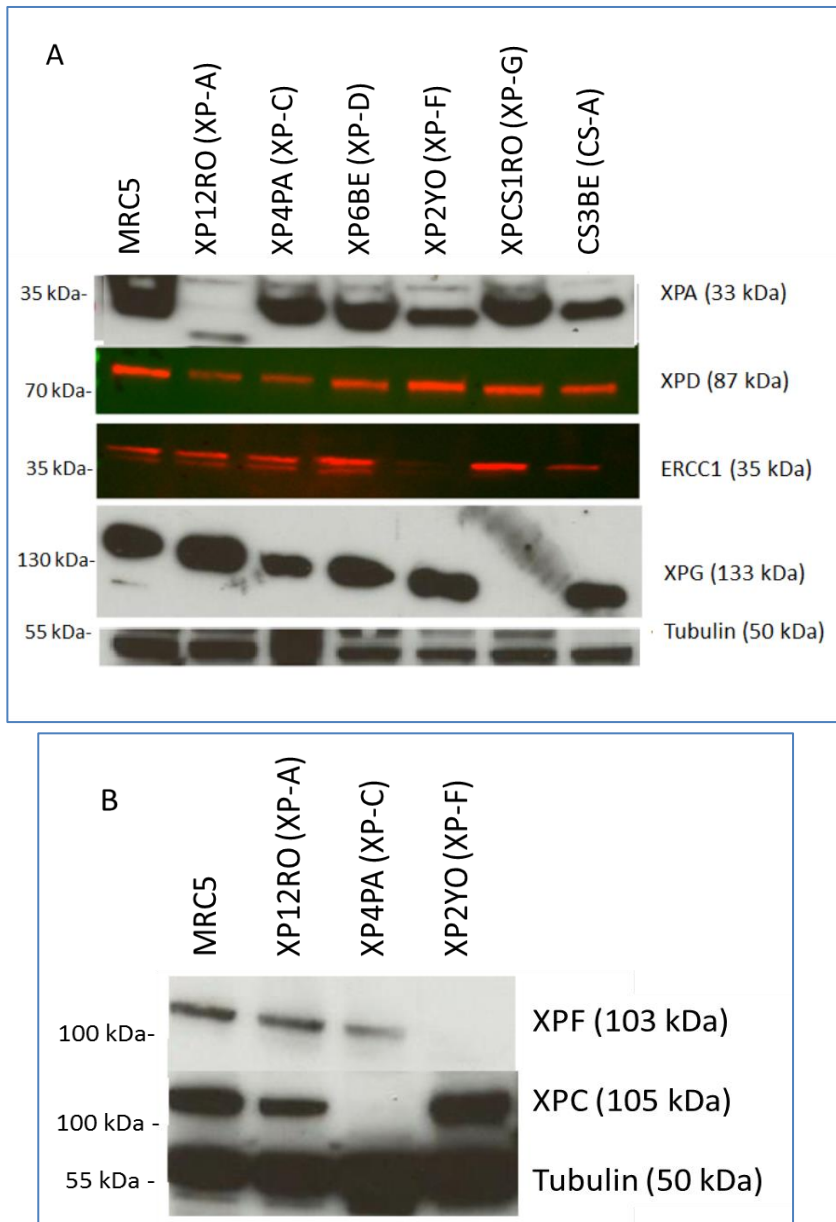 A
MRC5
XP12RO (XP-A)
XP4PA (XP-C)
XP6BE (XP-D)
XP2YO (XP-F)
XPCS1RO (XP-G)
CS3BE (CS-A)
35 kDa-
XPA (33 kDa)
70 kDa-
XPD (87 kDa)
35 kDa-
ERCC1 (35 kDa)
130 kDa-
XPG (133 kDa)
55 kDa-
Tubulin (50 kDa)
B
MRC5
XP12RO (XP-A)
XP4PA (XP-C)
XP2YO (XP-F)
100 kDa-
XPF (103 kDa)
100 kDa -
XPC (105 kDa)
55 kDa -
Tubulin (50 kDa)